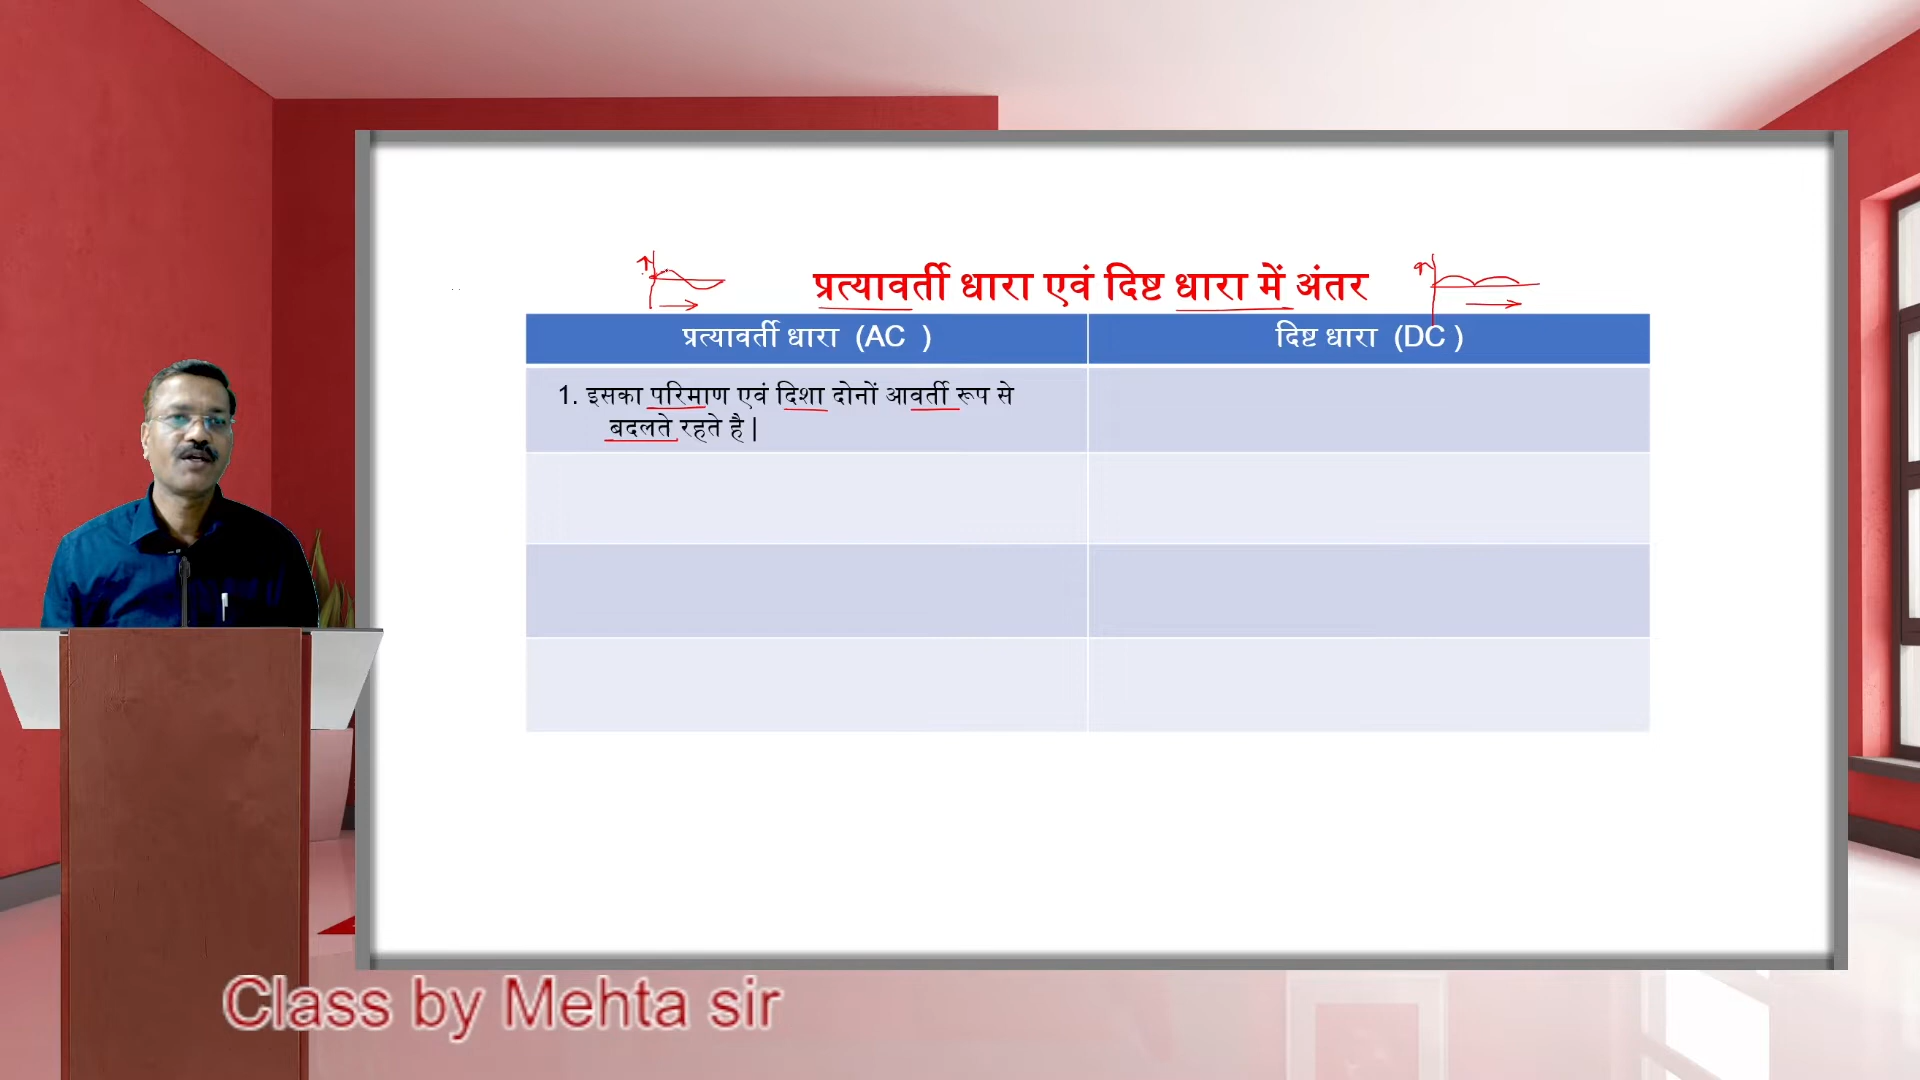 प्रत्यावर्ती धारा एवं दिष्ट धारा में अंतर
प्रत्यावर्ती धारा (AC )
दिष्ट धारा (DC )
1. इसका परिमाण एवं दिशा दोनों आवर्ती रूप से
बदलते रहते है |
Class by Mehta sir